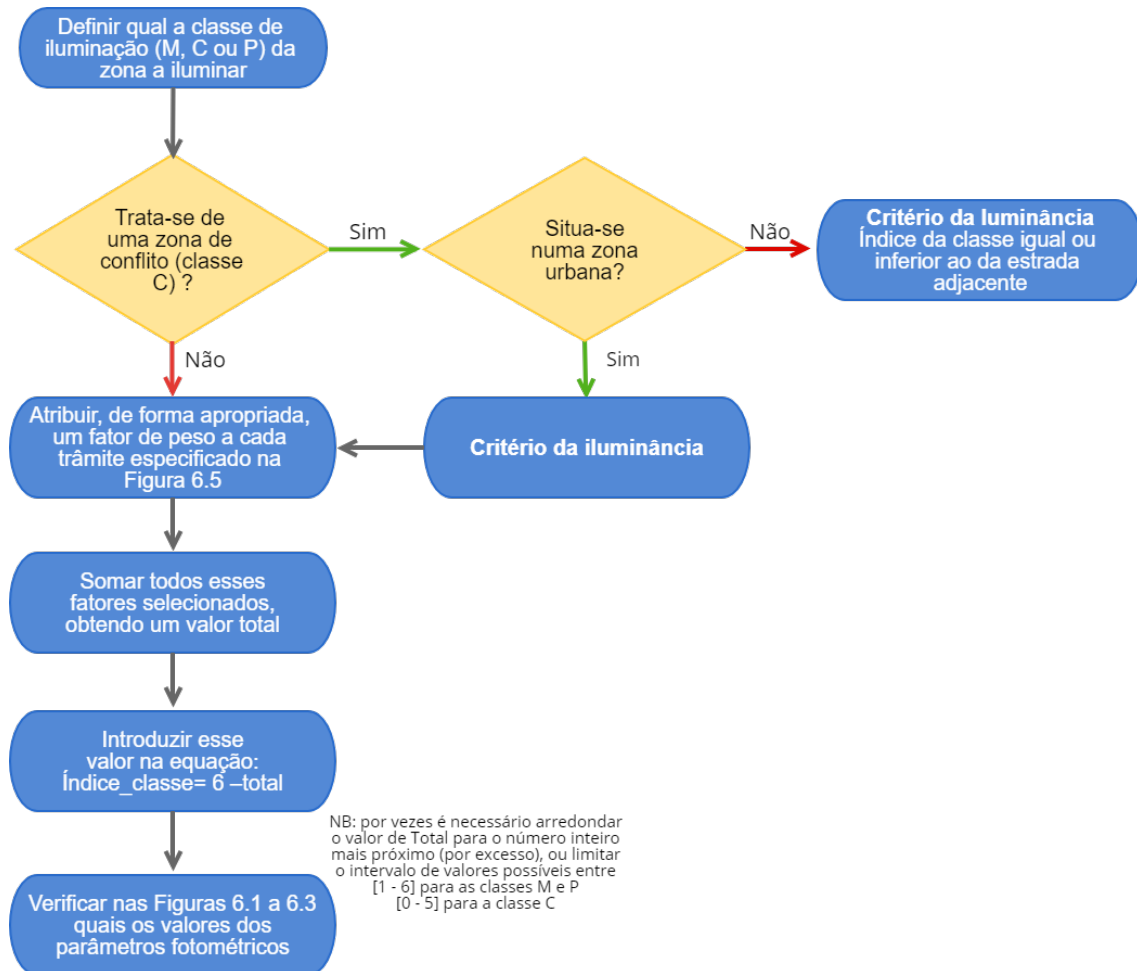 Definir qual a classe de
iluminação (M, C ou P) da
zona a iluminar
Trata-se de
uma zona de
conflito (classe
C) ?
Sim
Situa-se
numa zona
urbana?
Não
Critério da luminância
Índice da classe igual ou
inferior ao da estrada
adjacente
Não
Sim
Atribuir, de forma apropriada,
um fator de peso a cada
trâmite especificado na
Figura 6.5
Critério da iluminância
Somar todos esses
fatores selecionados,
obtendo um valor total
Introduzir esse
valor na equação:
Índice_classe= 6 –total
NB: por vezes é necessário arredondar
o valor de Total para o número inteiro
mais próximo (por excesso), ou limitar
o intervalo de valores possíveis entre
[1 - 6] para as classes M e P
[0 - 5] para a classe C
Verificar nas Figuras 6.1 a 6.3
quais os valores dos
parâmetros fotométricos